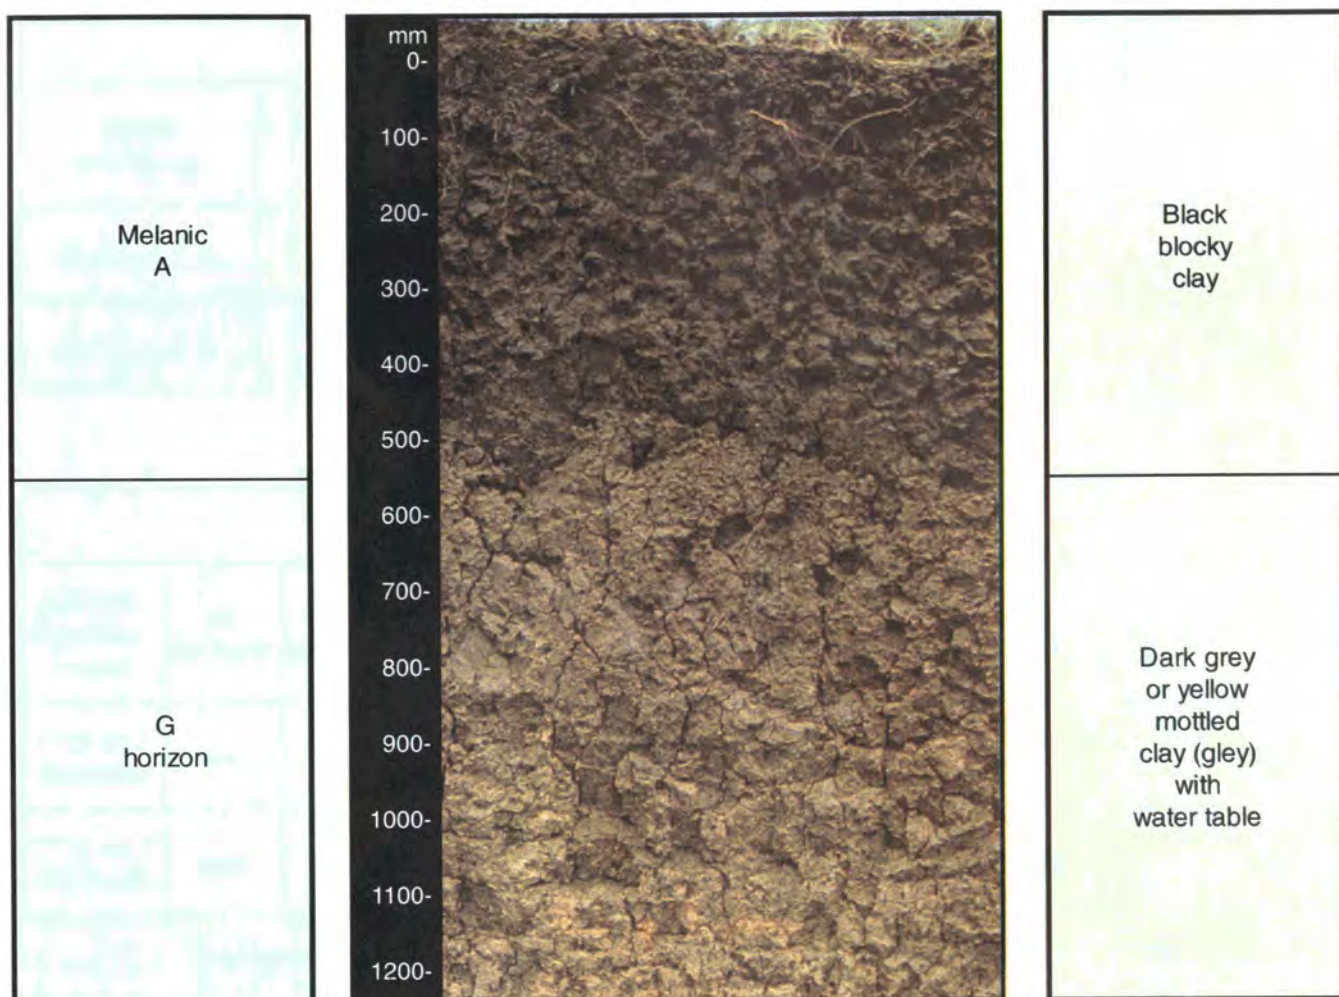 Melanic
A
G
horizon
mm
0-
100-
200-
300-
400-
500-
600-
700-
800-
900-
1000-
1100-
1200-
Black
blocky
clay
Dark grey
or yellow
mottled
clay (gley)
with
water table